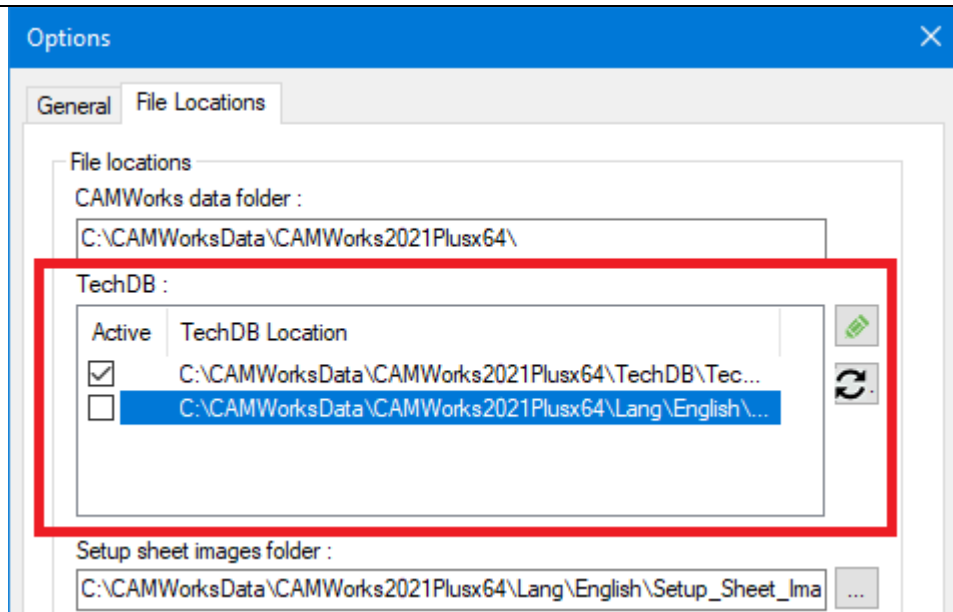 Options
General File Locations
File locations
CAMWorks data folder :
C:\CAMWorksData\CAMWorks2021Plusx64\
TechDB :
Active TechDB Location
C:\CAMWorksData\CAMWorks2021Plusx64\TechDB\Tec...
C:\CAMWorksData\CAMWorks2021Plusx64\Lang\English\...
Setup sheet images folder :
C:\CAMWorksData\CAMWorks2021Plusx64\Lang\English\Setup_Sheet_Ima ...